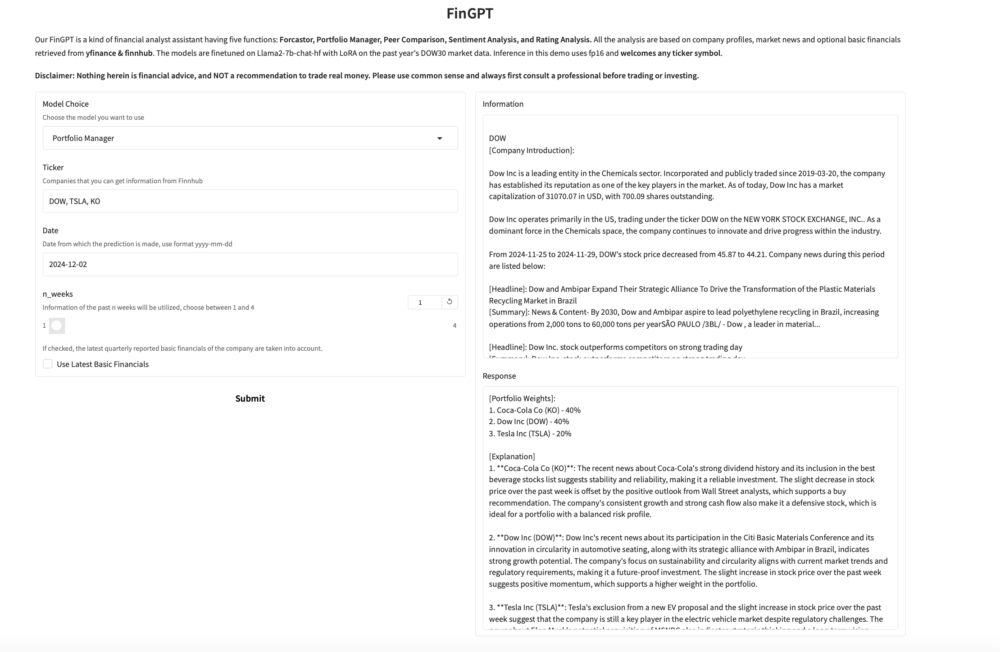 FinGPT
Our FinGPT is a kind of financial analyst assistant having five functions: Forcastor, Portfolio Manager, Peer Comparison, Sentiment Analysis, and Rating Analysis. All the analysis are based on company profiles, market news and optional basic financials
retrieved from yfinance & finnhub. The models are finetuned on Llama2-7b-chat-hf with LoRA on the past year's DOW30 market data. Inference in this demo uses fp16 and welcomes any ticker symbol.
Disclaimer: Nothing herein is financial advice, and NOT a recommendation to trade real money. Please use common sense and always first consult a professional before trading or investing.
Model Choice
Choose the model you want to use
Portfolio Manager
Ticker
Companies that you can get information from Finnhub
DOW, TSLA, KO
Date
Date from which the prediction is made, use format yyyy-mm-dd
2024-12-02
n_weeks
1
Information of the past n weeks will be utilized, choose between 1 and 4
1
4
If checked, the latest quarterly reported basic financials of the company are taken into account.
Use Latest Basic Financials
Submit
Information
DOW
[Company Introduction]:
Dow Inc is a leading entity in the Chemicals sector. Incorporated and publicly traded since 2019-03-20, the company
has established its reputation as one of the key players in the market. As of today, Dow Inc has a market
capitalization of 31070.07 in USD, with 700.09 shares outstanding.
Dow Inc operates primarily in the US, trading under the ticker DOW on the NEW YORK STOCK EXCHANGE, INC.. As a
dominant force in the Chemicals space, the company continues to innovate and drive progress within the industry.
From 2024-11-25 to 2024-11-29, DOW's stock price decreased from 45.87 to 44.21. Company news during this period
are listed below:
[Headline]: Dow and Ambipar Expand Their Strategic Alliance To Drive the Transformation of the Plastic Materials
Recycling Market in Brazil
[Summary]: News & Content- By 2030, Dow and Ambipar aspire to lead polyethylene recycling in Brazil, increasing
operations from 2,000 tons to 60,000 tons per yearSÃO PAULO /3BL/ - Dow , a leader in material...
[Headline]: Dow Inc. stock outperforms competitors on strong trading day
[Summary]: Dow Inc. stock outperforms competitors on strong trading day
Response
[Portfolio Weights]:
1. Coca-Cola Co (KO) - 40%
2. Dow Inc (DOW) - 40%
3. Tesla Inc (TSLA) - 20%
[Explanation]
1. **Coca-Cola Co (KO)**: The recent news about Coca-Cola's strong dividend history and its inclusion in the best
beverage stocks list suggests stability and reliability, making it a reliable investment. The slight decrease in stock
price over the past week is offset by the positive outlook from Wall Street analysts, which supports a buy
recommendation. The company's consistent growth and strong cash flow also make it a defensive stock, which is
ideal for a portfolio with a balanced risk profile.
2. **Dow Inc (DOW)**: Dow Inc's recent news about its participation in the Citi Basic Materials Conference and its
innovation in circularity in automotive seating, along with its strategic alliance with Ambipar in Brazil, indicates
strong growth potential. The company's focus on sustainability and circularity aligns with current market trends and
regulatory requirements, making it a future-proof investment. The slight increase in stock price over the past week
suggests positive momentum, which supports a higher weight in the portfolio.
3. **Tesla Inc (TSLA)**: Tesla's exclusion from a new EV proposal and the slight increase in stock price over the past
week suggest that the company is still a key player in the electric vehicle market despite regulatory challenges. The
news about Elon Musk's potential acquisition of MSNBC also indicates strategic thinking and a long-term vision